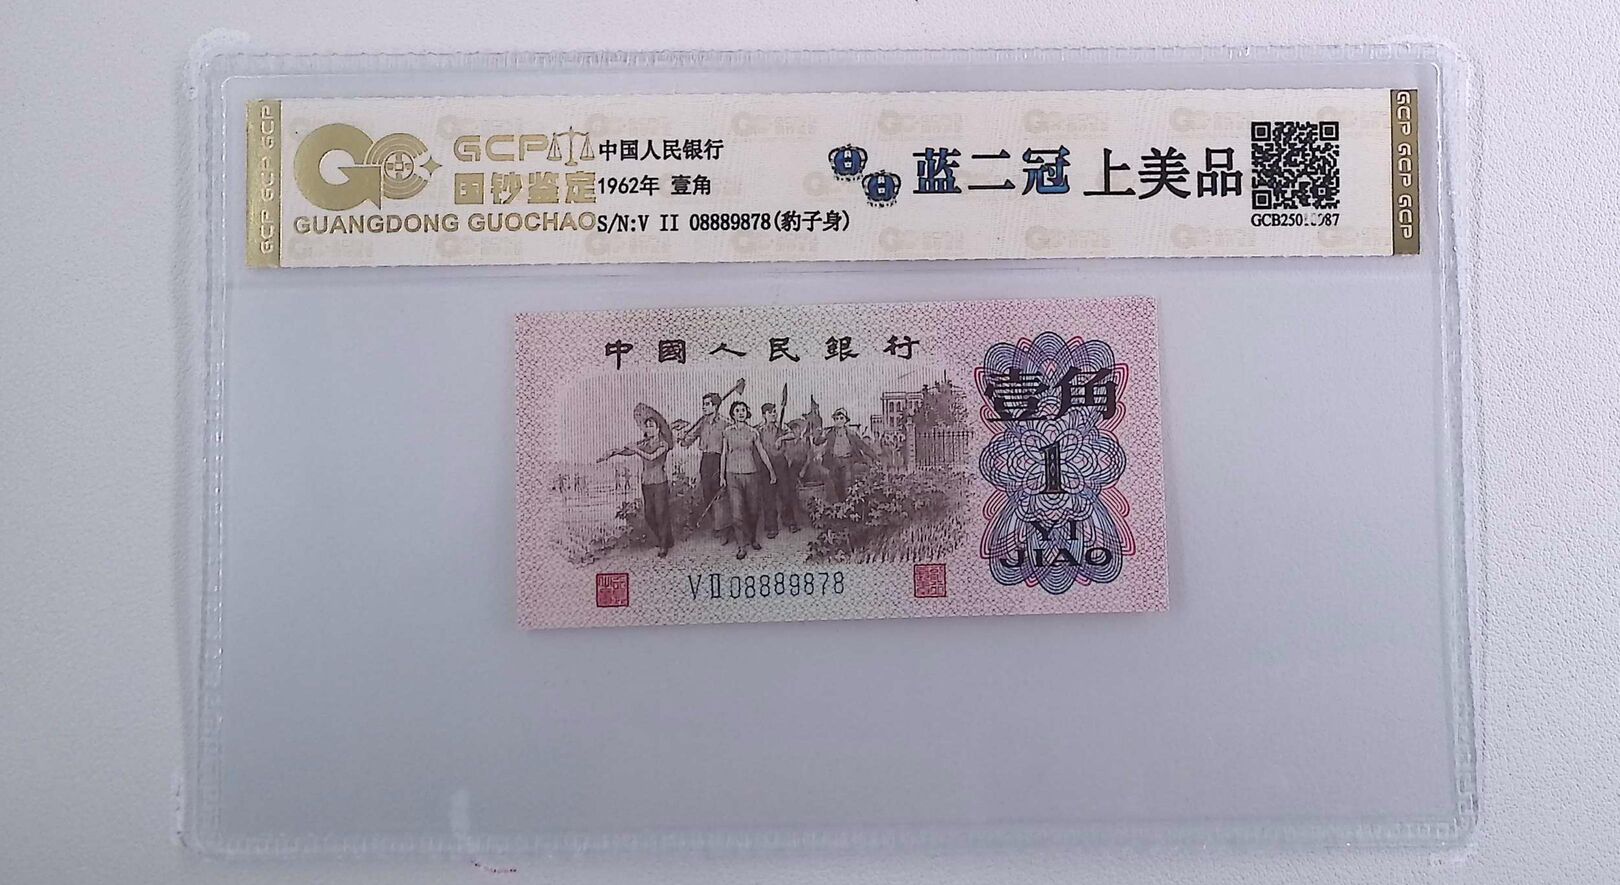 GCP GCP GCP
GCP
国钞鉴定
GUANGDONG GUOCHAO
中国人民银行
1962年 壹角
S/N:V II 08889878(豹子身)
蓝二冠 上美品
GCP GCP GCP
中國人民銀行
壹角
1
YI
JIAO
V II 08889878